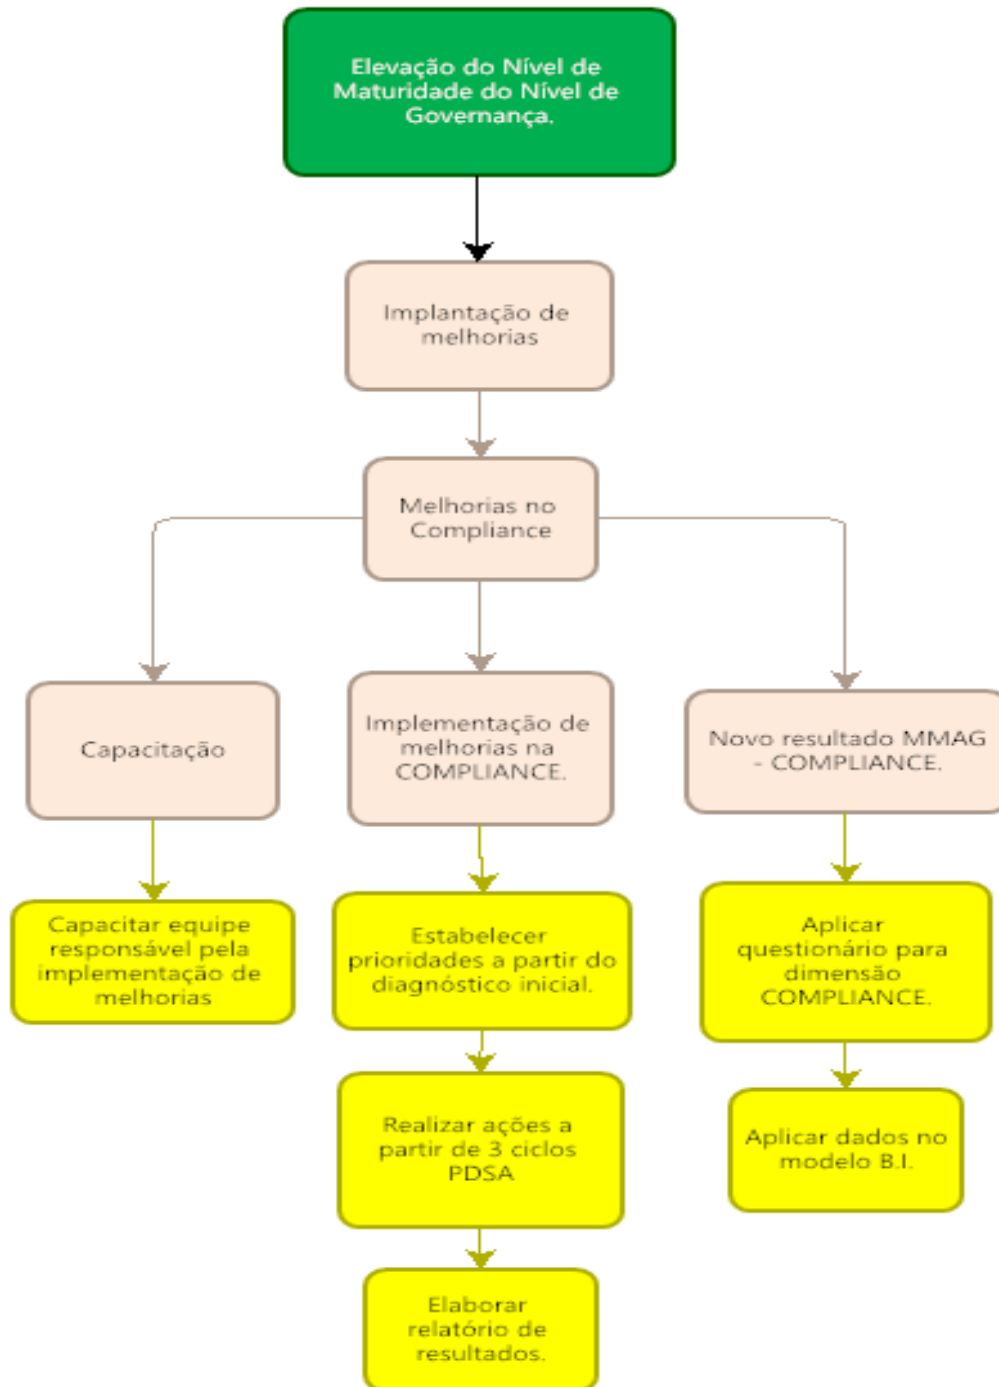 Elevação do Nível de
Maturidade do Nível de
Governança.
Implantação de
melhorias
Melhorias no
Compliance
Capacitação
Implementação de
melhorias na
COMPLIANCE.
Novo resultado MMAG
- COMPLIANCE.
Capacitar equipe
responsável pela
implementação de
melhorias
Estabelecer
prioridades a partir do
diagnóstico inicial.
Aplicar
questionário para
dimensão
COMPLIANCE.
Realizar ações a
partir de 3 ciclos
PDSA
Aplicar dados no
modelo B.I.
Elaborar
relatório de
resultados.